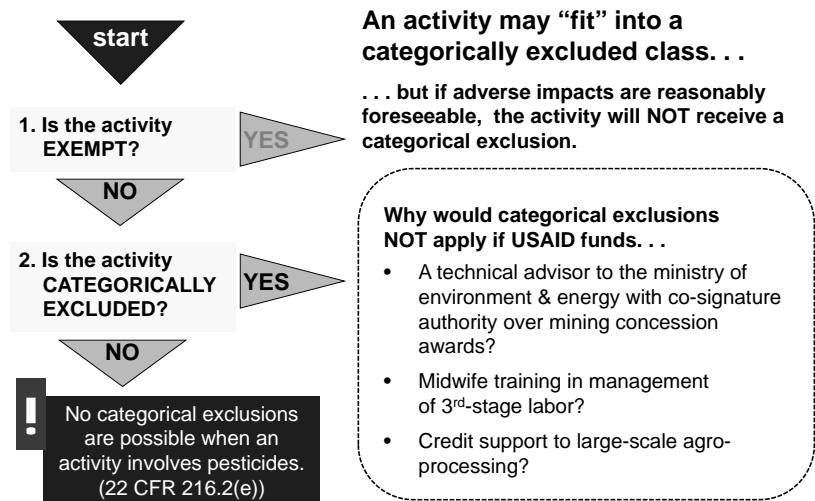 start
1. Is the activity
EXEMPT?
YES
NO
2. Is the activity
CATEGORICALLY
EXCLUDED?
YES
NO
!
No categorical exclusions
are possible when an
activity involves pesticides.
(22 CFR 216.2(e))
An activity may “fit” into a
categorically excluded class. . .
. . . but if adverse impacts are reasonably
foreseeable, the activity will NOT receive a
categorical exclusion.
Why would categorical exclusions
NOT apply if USAID funds. . .
• A technical advisor to the ministry of
environment & energy with co-signature
authority over mining concession
awards?
• Midwife training in management
of 3rd-stage labor?
• Credit support to large-scale agro-
processing?